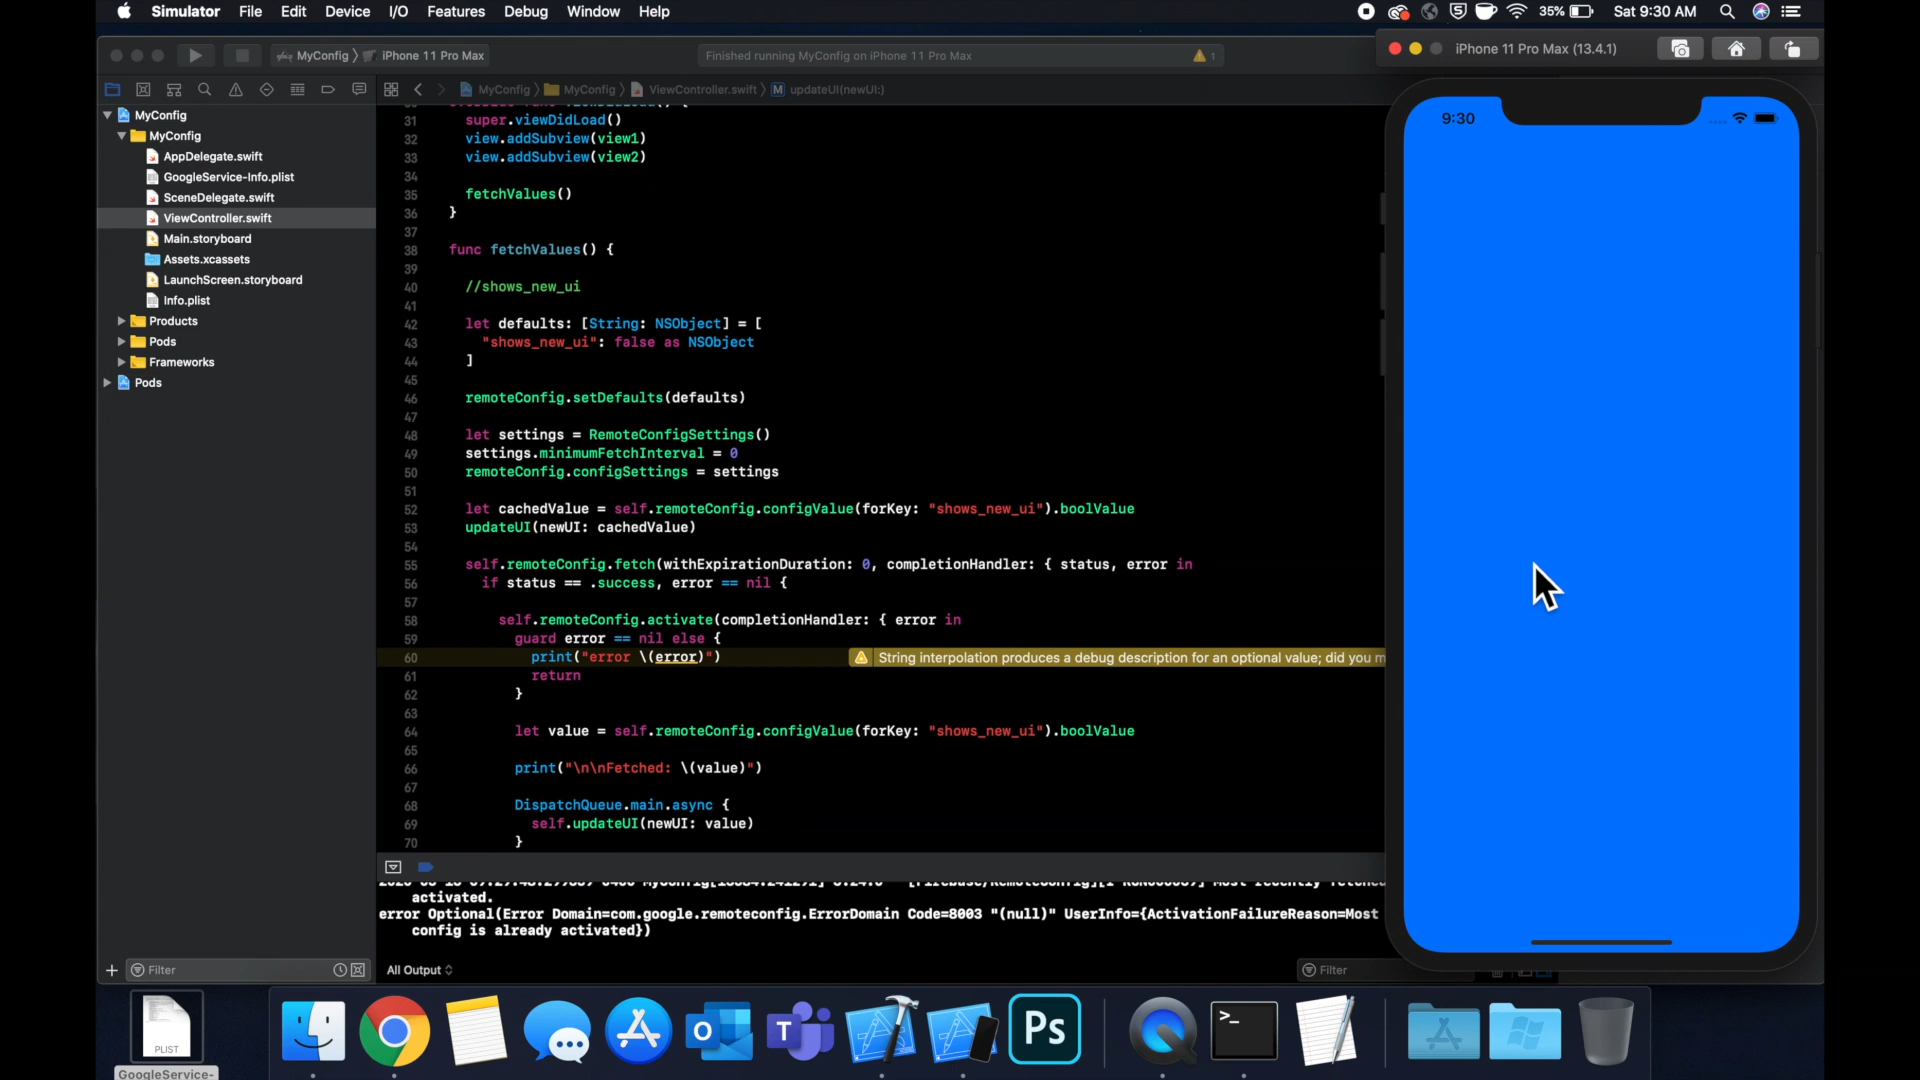 Simulator File Edit Device I/O Features Debug Window Help
35% Sat 9:30 AM
MyConfig iPhone 11 Pro Max
Finished running MyConfig on iPhone 11 Pro Max
1
iPhone 11 Pro Max (13.4.1)
MyConfig MyConfig ViewController.swift M updateUI(newUI:)
MyConfig
MyConfig
AppDelegate.swift
GoogleService-Info.plist
SceneDelegate.swift
ViewController.swift
Main.storyboard
Assets.xcassets
LaunchScreen.storyboard
Info.plist
Products
Pods
Frameworks
Pods
31 super.viewDidLoad()
32 view.addSubview(view1)
33 view.addSubview(view2)
34
35 fetchValues()
36 }
37
38 func fetchValues() {
39
40 //shows_new_ui
41
42 let defaults: [String: NSObject] = [
43 "shows_new_ui": false as NSObject
44 ]
45
46 remoteConfig.setDefaults(defaults)
47
48 let settings = RemoteConfigSettings()
49 settings.minimumFetchInterval = 0
50 remoteConfig.configSettings = settings
51
52 let cachedValue = self.remoteConfig.configValue(forKey: "shows_new_ui").boolValue
53 updateUI(newUI: cachedValue)
54
55 self.remoteConfig.fetch(withExpirationDuration: 0, completionHandler: { status, error in
56 if status == .success, error == nil {
57
58 self.remoteConfig.activate(completionHandler: { error in
59 guard error == nil else {
60 print("error \(error)") String interpolation produces a debug description for an optional value; did you m
61 return
62 }
63
64 let value = self.remoteConfig.configValue(forKey: "shows_new_ui").boolValue
65
66 print("\n\nFetched: \(value)")
67
68 DispatchQueue.main.async {
69 self.updateUI(newUI: value)
70 }
activated.
error Optional(Error Domain=com.google.remoteconfig.ErrorDomain Code=8003 "(null)" UserInfo={ActivationFailureReason=Most
config is already activated})
Filter
All Output
Filter
9:30
PLIST
GoogleService-
T
Ps
>_